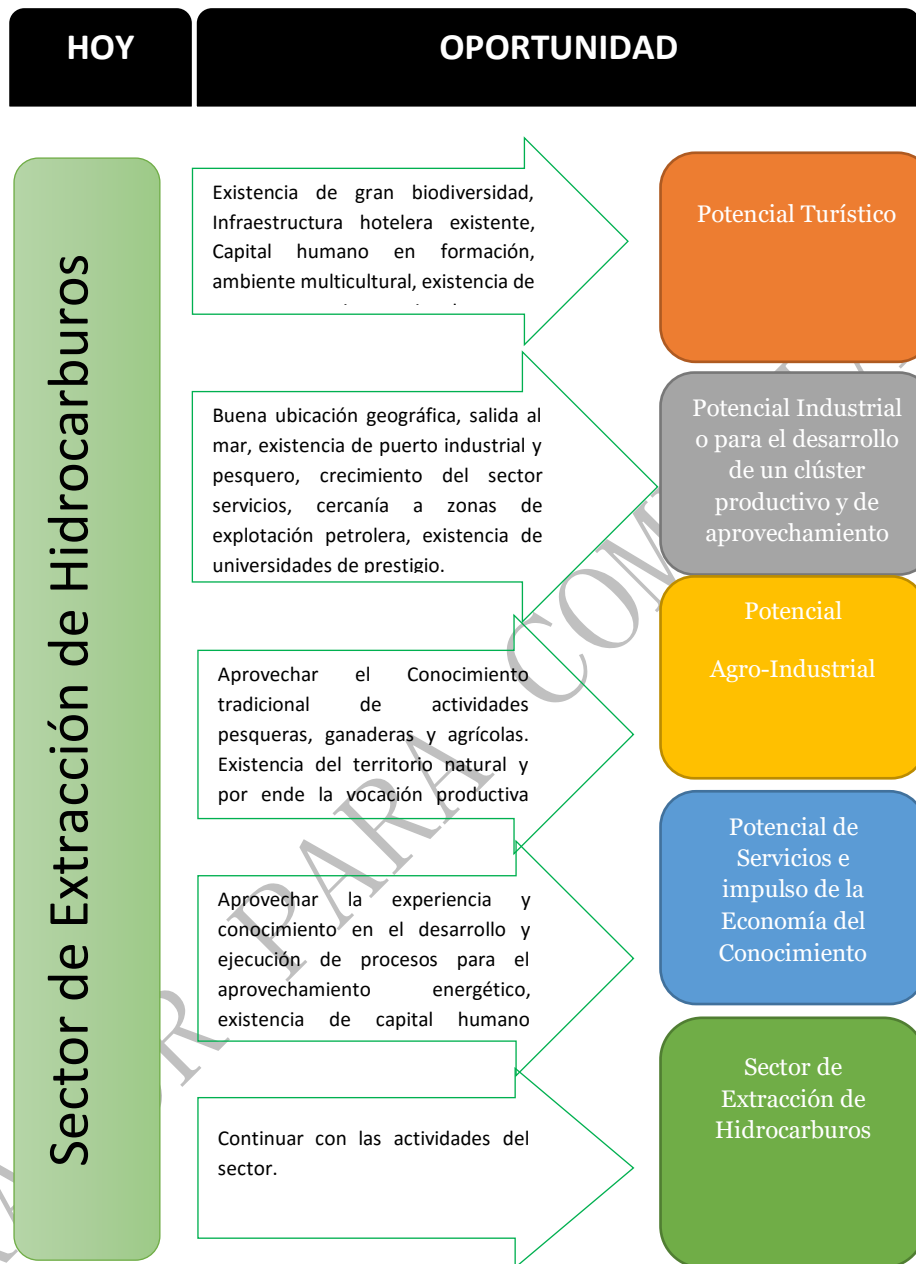 HOY
OPORTUNIDAD
Sector de Extracción de Hidrocarburos
Existencia de gran biodiversidad,
Infraestructura hotelera existente,
Capital humano en formación,
ambiente multicultural, existencia de
Potencial Turístico
Buena ubicación geográfica, salida al
mar, existencia de puerto industrial y
pesquero, crecimiento del sector
servicios, cercanía a zonas de
explotación petrolera, existencia de
universidades de prestigio.
Potencial Industrial
o para el desarrollo
de un clúster
productivo y de
aprovechamiento
Aprovechar el Conocimiento
tradicional de actividades
pesqueras, ganaderas y agrícolas.
Existencia del territorio natural y
por ende la vocación productiva
Potencial
Agro-Industrial
Aprovechar la experiencia y
conocimiento en el desarrollo y
ejecución de procesos para el
aprovechamiento energético,
existencia de capital humano
Potencial de
Servicios e
impulso de la
Economía del
Conocimiento
Continuar con las actividades del
sector.
Sector de
Extracción de
Hidrocarburos
PARA